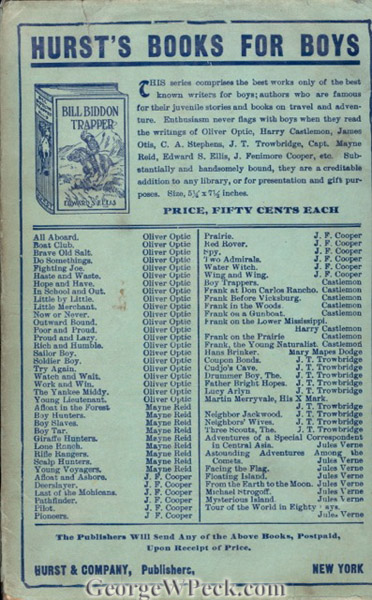 HURST'S BOOKS FOR BOYS
BILL BIDDON
TRAPPER
EDWARD S. ELLIS
THIS series comprises the best works only of the best
known writers for boys; authors who are famous
for their juvenile stories and books on travel and adven-
ture. Enthusiasm never flags with boys when they read
the writings of Oliver Optic, Harry Castlemon, James
Otis, C. A. Stephens, J. T. Trowbridge, Capt. Mayne
Reid, Edward S. Ellis, J. Fenimore Cooper, etc. Sub-
stantially and handsomely bound, they are a creditable
addition to any library, or for presentation and gift pur-
poses. Size, 5¼ x 7½ inches.
PRICE, FIFTY CENTS EACH
All Aboard. Oliver Optic
Boat Club. Oliver Optic
Brave Old Salt. Oliver Optic
Do Somethings. Oliver Optic
Fighting Joe. Oliver Optic
Haste and Waste. Oliver Optic
Hope and Have. Oliver Optic
In School and Out. Oliver Optic
Little by Little. Oliver Optic
Little Merchant. Oliver Optic
Now or Never. Oliver Optic
Outward Bound. Oliver Optic
Poor and Proud. Oliver Optic
Proud and Lazy. Oliver Optic
Rich and Humble. Oliver Optic
Sailor Boy. Oliver Optic
Soldier Boy. Oliver Optic
Try Again. Oliver Optic
Watch and Wait. Oliver Optic
Work and Win. Oliver Optic
The Yankee Middy. Oliver Optic
Young Lieutenant. Oliver Optic
Afloat in the Forest Mayne Reid
Boy Hunters. Mayne Reid
Boy Slaves. Mayne Reid
Boy Tar. Mayne Reid
Giraffe Hunters. Mayne Reid
Lone Ranch. Mayne Reid
Rifle Rangers. Mayne Reid
Scalp Hunters. Mayne Reid
Young Voyagers. Mayne Reid
Afloat and Ashore. J. F. Cooper
Deerslayer. J. F. Cooper
Last of the Mohicans. J. F. Cooper
Pathfinder. J. F. Cooper
Pilot. J. F. Cooper
Pioneers. J. F. Cooper
Prairie. J. F. Cooper
Red Rover. J. F. Cooper
Spy. J. F. Cooper
Two Admirals. J. F. Cooper
Water Witch. J. F. Cooper
Wing and Wing. J. F. Cooper
Boy Trappers. Castlemon
Frank at Don Carlos Rancho. Castlemon
Frank Before Vicksburg. Castlemon
Frank in the Woods. Castlemon
Frank on a Gunboat. Castlemon
Frank on the Lower Mississippi.
Harry Castlemon
Frank on the Prairie Castlemon
Frank, the Young Naturalist. Castlemon
Hans Brinker. Mary Mapes Dodge
Coupon Bonds. J. T. Trowbridge
Cudjo's Cave. J. T. Trowbridge
Drummer Boy, The. J. T. Trowbridge
Father Bright Hopes. J. T. Trowbridge
Lucy Arlyn J. T. Trowbridge
Martin Merryvale, His X Mark.
J. T. Trowbridge
Neighbor Jackwood. J. T. Trowbridge
Neighbors' Wives. J. T. Trowbridge
Three Scouts, The. J. T. Trowbridge
Adventures of a Special Correspondent
in Central Asia. Jules Verne
Astounding Adventures Among the
Comets. Jules Verne
Facing the Flag. Jules Verne
Floating Island. Jules Verne
From the Earth to the Moon. Jules Verne
Michael Strogoff. Jules Verne
Mysterious Island. Jules Verne
Tour of the World in Eighty ays.
Jules Verne
The Publishers Will Send Any of the Above Books, Postpaid,
Upon Receipt of Price.
HURST & COMPANY, Publisherc, NEW YORK
GeorgeWPeck.com